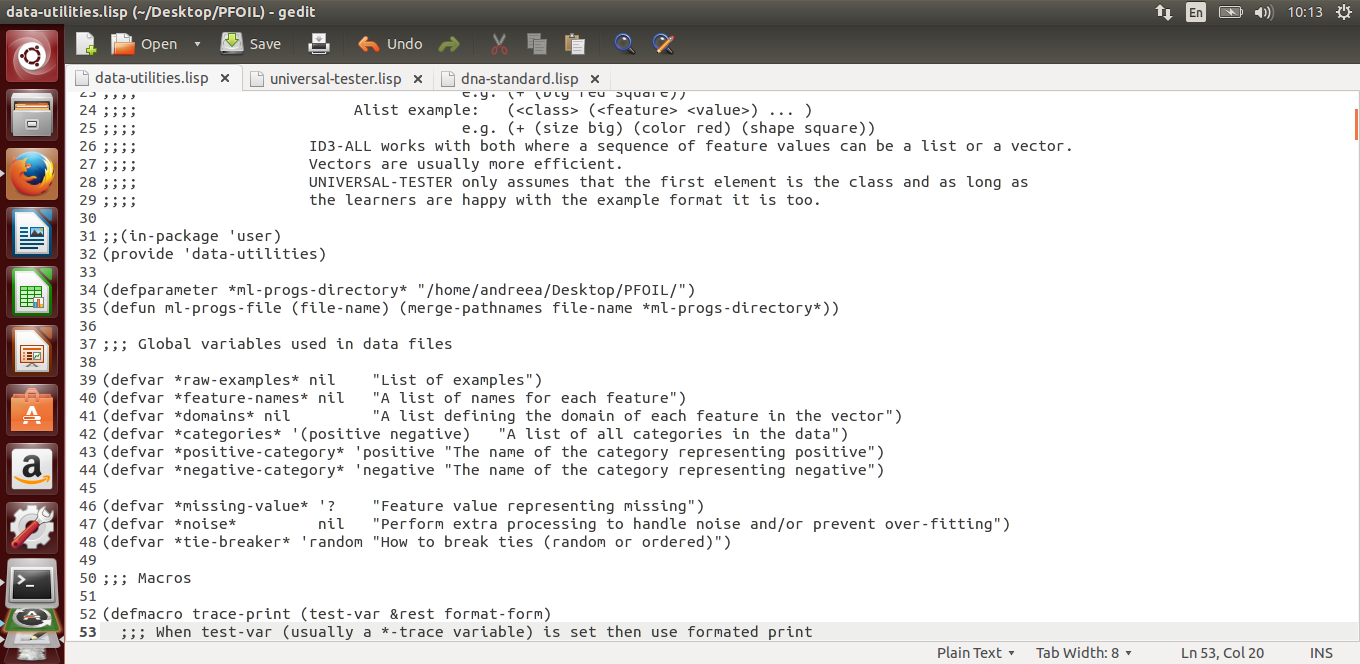 data-utilities.lisp (~/Desktop/PFOIL) - gedit
En
10:13
Open
Save
Undo
data-utilities.lisp ×
universal-tester.lisp ×
dna-standard.lisp ×
23 ;;;; e.g. (+ (big red square))
24 ;;;; Alist example: (<class> (<feature> <value>) ... )
25 ;;;; e.g. (+ (size big) (color red) (shape square))
26 ;;;; ID3-ALL works with both where a sequence of feature values can be a list or a vector.
27 ;;;; Vectors are usually more efficient.
28 ;;;; UNIVERSAL-TESTER only assumes that the first element is the class and as long as
29 ;;;; the learners are happy with the example format it is too.
30
31 ;;(in-package 'user)
32 (provide 'data-utilities)
33
34 (defparameter *ml-progs-directory* "/home/andreea/Desktop/PFOIL/")
35 (defun ml-progs-file (file-name) (merge-pathnames file-name *ml-progs-directory*))
36
37 ;;; Global variables used in data files
38
39 (defvar *raw-examples* nil "List of examples")
40 (defvar *feature-names* nil "A list of names for each feature")
41 (defvar *domains* nil "A list defining the domain of each feature in the vector")
42 (defvar *categories* '(positive negative) "A list of all categories in the data")
43 (defvar *positive-category* 'positive "The name of the category representing positive")
44 (defvar *negative-category* 'negative "The name of the category representing negative")
45
46 (defvar *missing-value* '? "Feature value representing missing")
47 (defvar *noise* nil "Perform extra processing to handle noise and/or prevent over-fitting")
48 (defvar *tie-breaker* 'random "How to break ties (random or ordered)")
49
50 ;;; Macros
51
52 (defmacro trace-print (test-var &rest format-form)
53 ;;; When test-var (usually a *-trace variable) is set then use formated print
Plain Text
Tab Width: 8
Ln 53, Col 20
INS